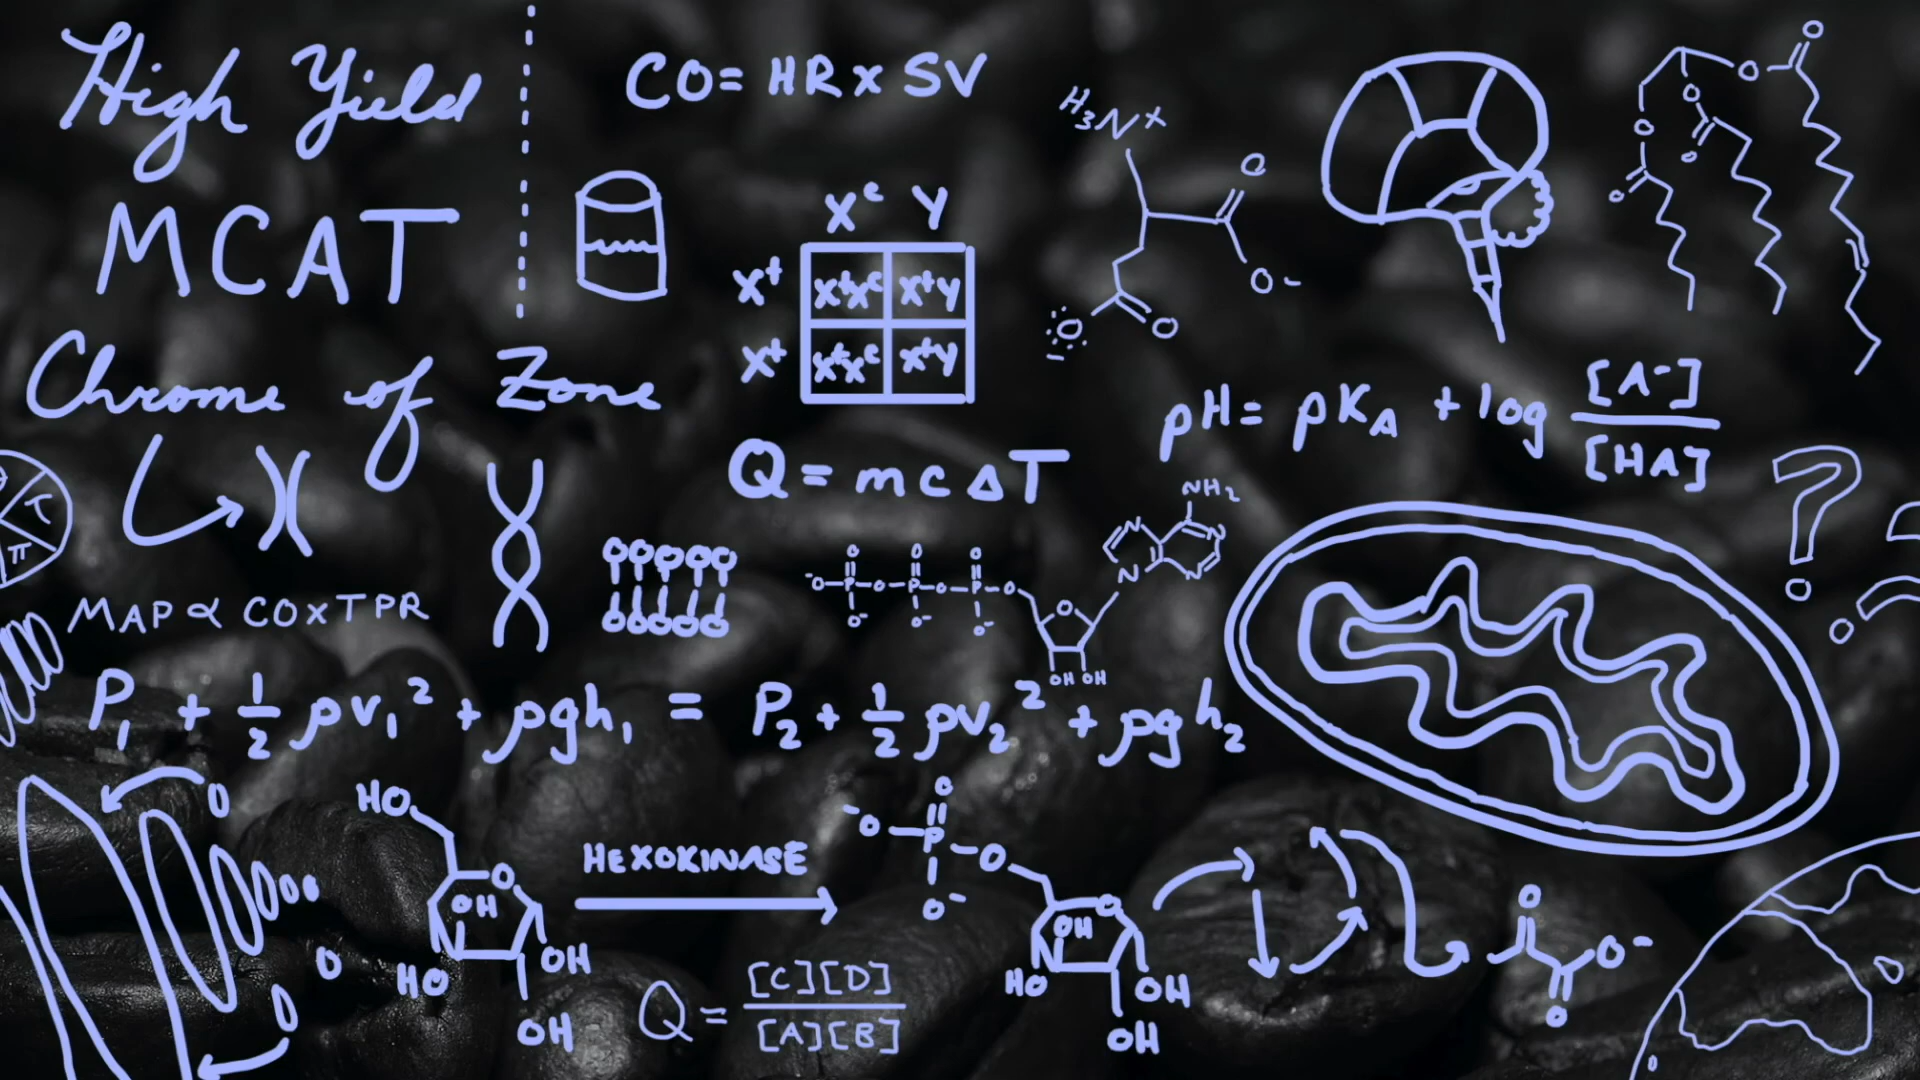 High Yield
MCAT
Chrome of Zone
CO = HR x SV
X^c Y
X^+ X^+X^c X^+Y
X^+ X^+X^c X^+Y
H3N^+
O
O-
O O
-
O O
O O
O O
pH = pKA + log [A-]/[HA]
Q = mcΔT
τ
π
MAP ∝ COxTPR
NH2
N N
N N
O O O
-O-P-O-P-O-P-O
O- O- O-
O
OH OH
P1 + 1/2 ρv1^2 + ρgh1 = P2 + 1/2 ρv2^2 + ρgh2
? ? ?
HO
O
OH
HO OH
OH
HEXOKINASE
O
-O-P-O
O-
O
OH
HO OH
OH
Q = [C][D]/[A][B]
O
O-
O